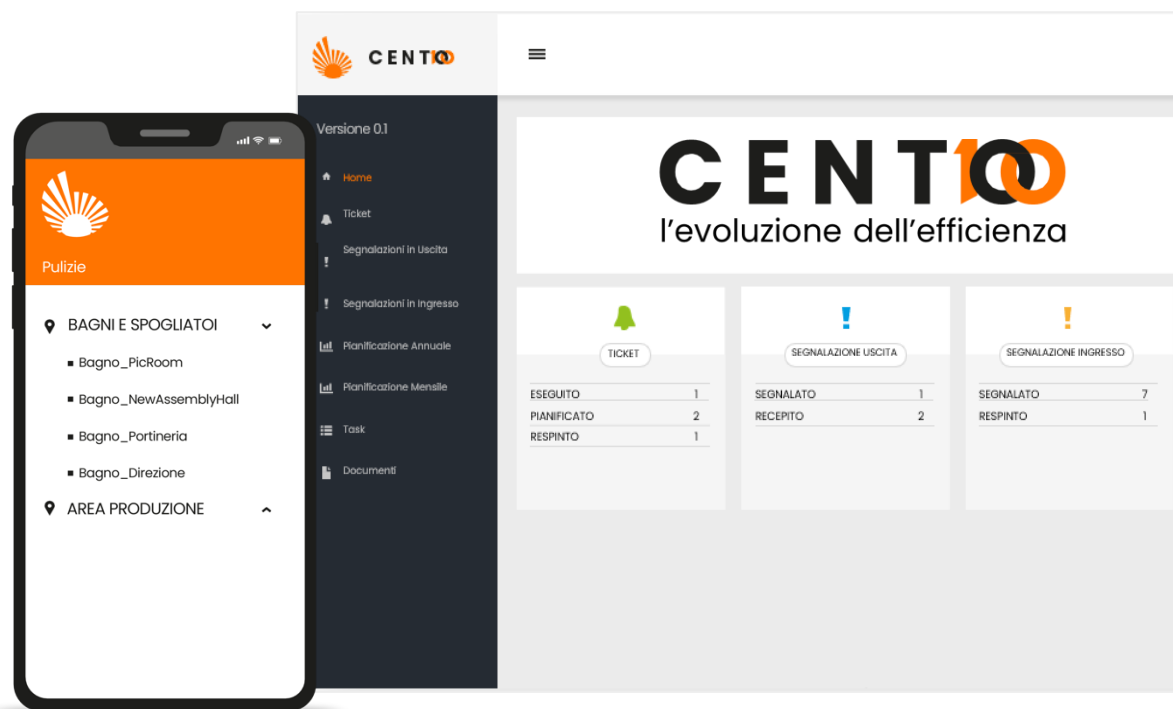 Pulizie
BAGNI E SPOGLIATOI
Bagno_PicRoom
Bagno_NewAssemblyHall
Bagno_Portineria
Bagno_Direzione
AREA PRODUZIONE
CENT100
Versione 0.1
Home
Ticket
Segnalazioni in Uscita
Segnalazioni in Ingresso
Pianificazione Annuale
Pianificazione Mensile
Task
Documenti
CENT100
l'evoluzione dell'efficienza
TICKET
ESEGUITO 1
PIANIFICATO 2
RESPINTO 1
SEGNALAZIONE USCITA
SEGNALATO 1
RECEPITO 2
SEGNALAZIONE INGRESSO
SEGNALATO 7
RESPINTO 1